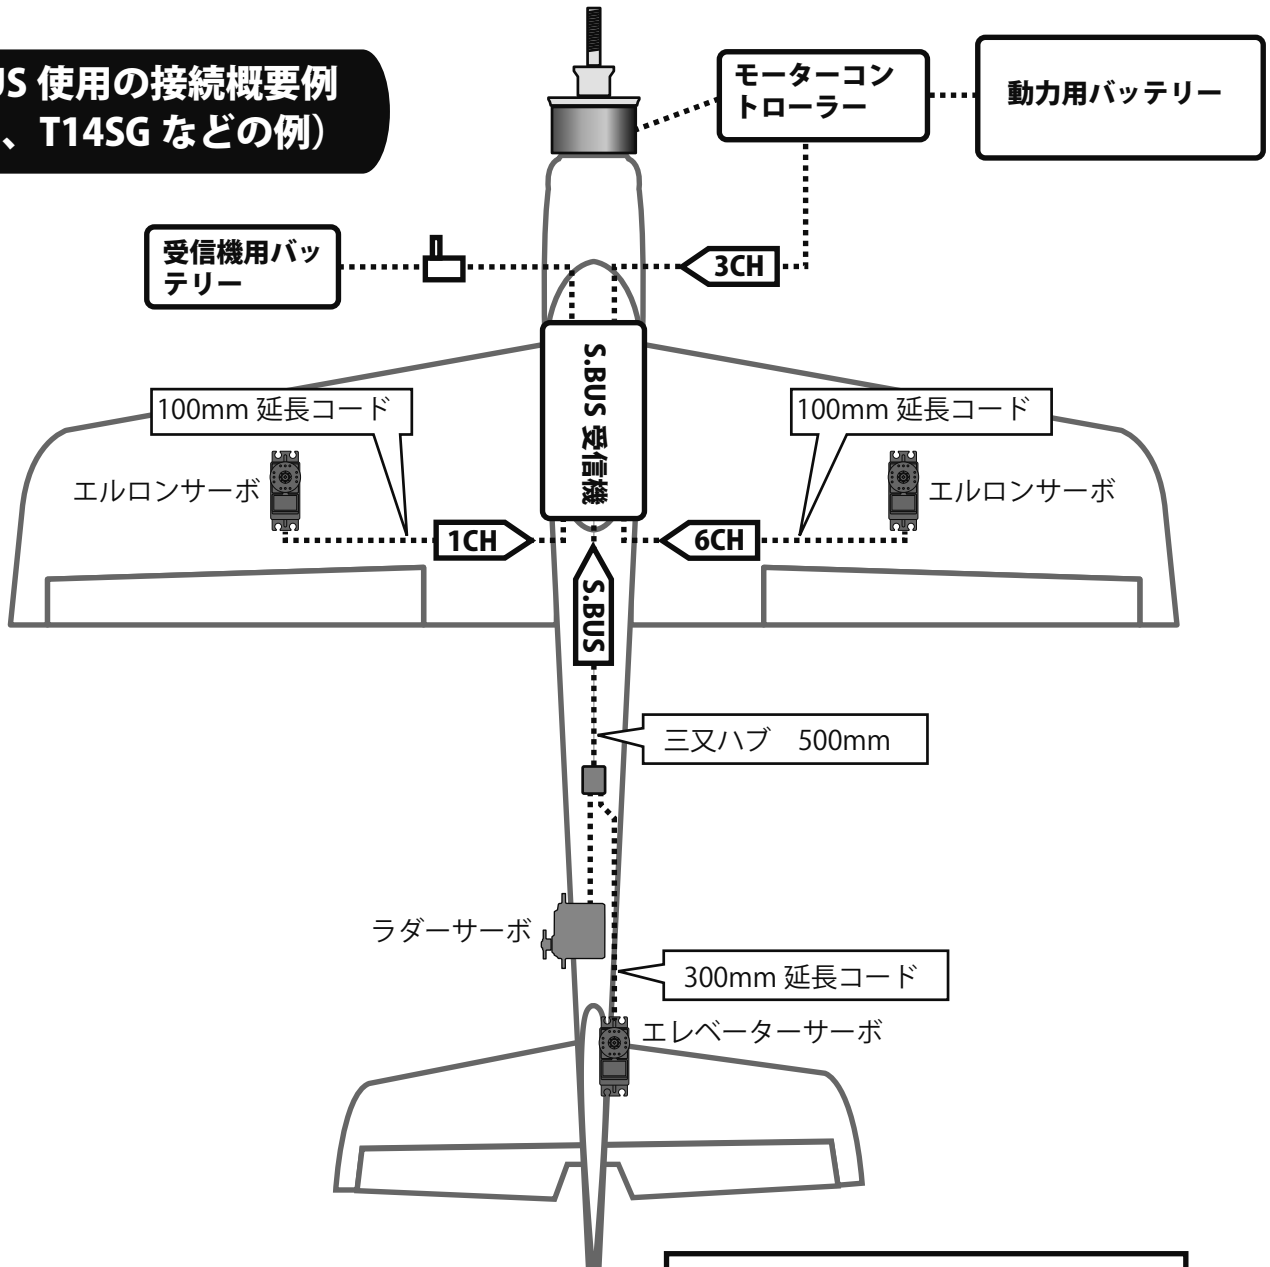 US 使用の接続概要例
、T14SG などの例）
モーターコン
トローラー
動力用バッテリー
受信機用バッ
テリー
3CH
S.BUS 受信機
100mm 延長コード
100mm 延長コード
エルロンサーボ
エルロンサーボ
1CH
6CH
S.BUS
三又ハブ　500mm
ラダーサーボ
300mm 延長コード
エレベーターサーボ